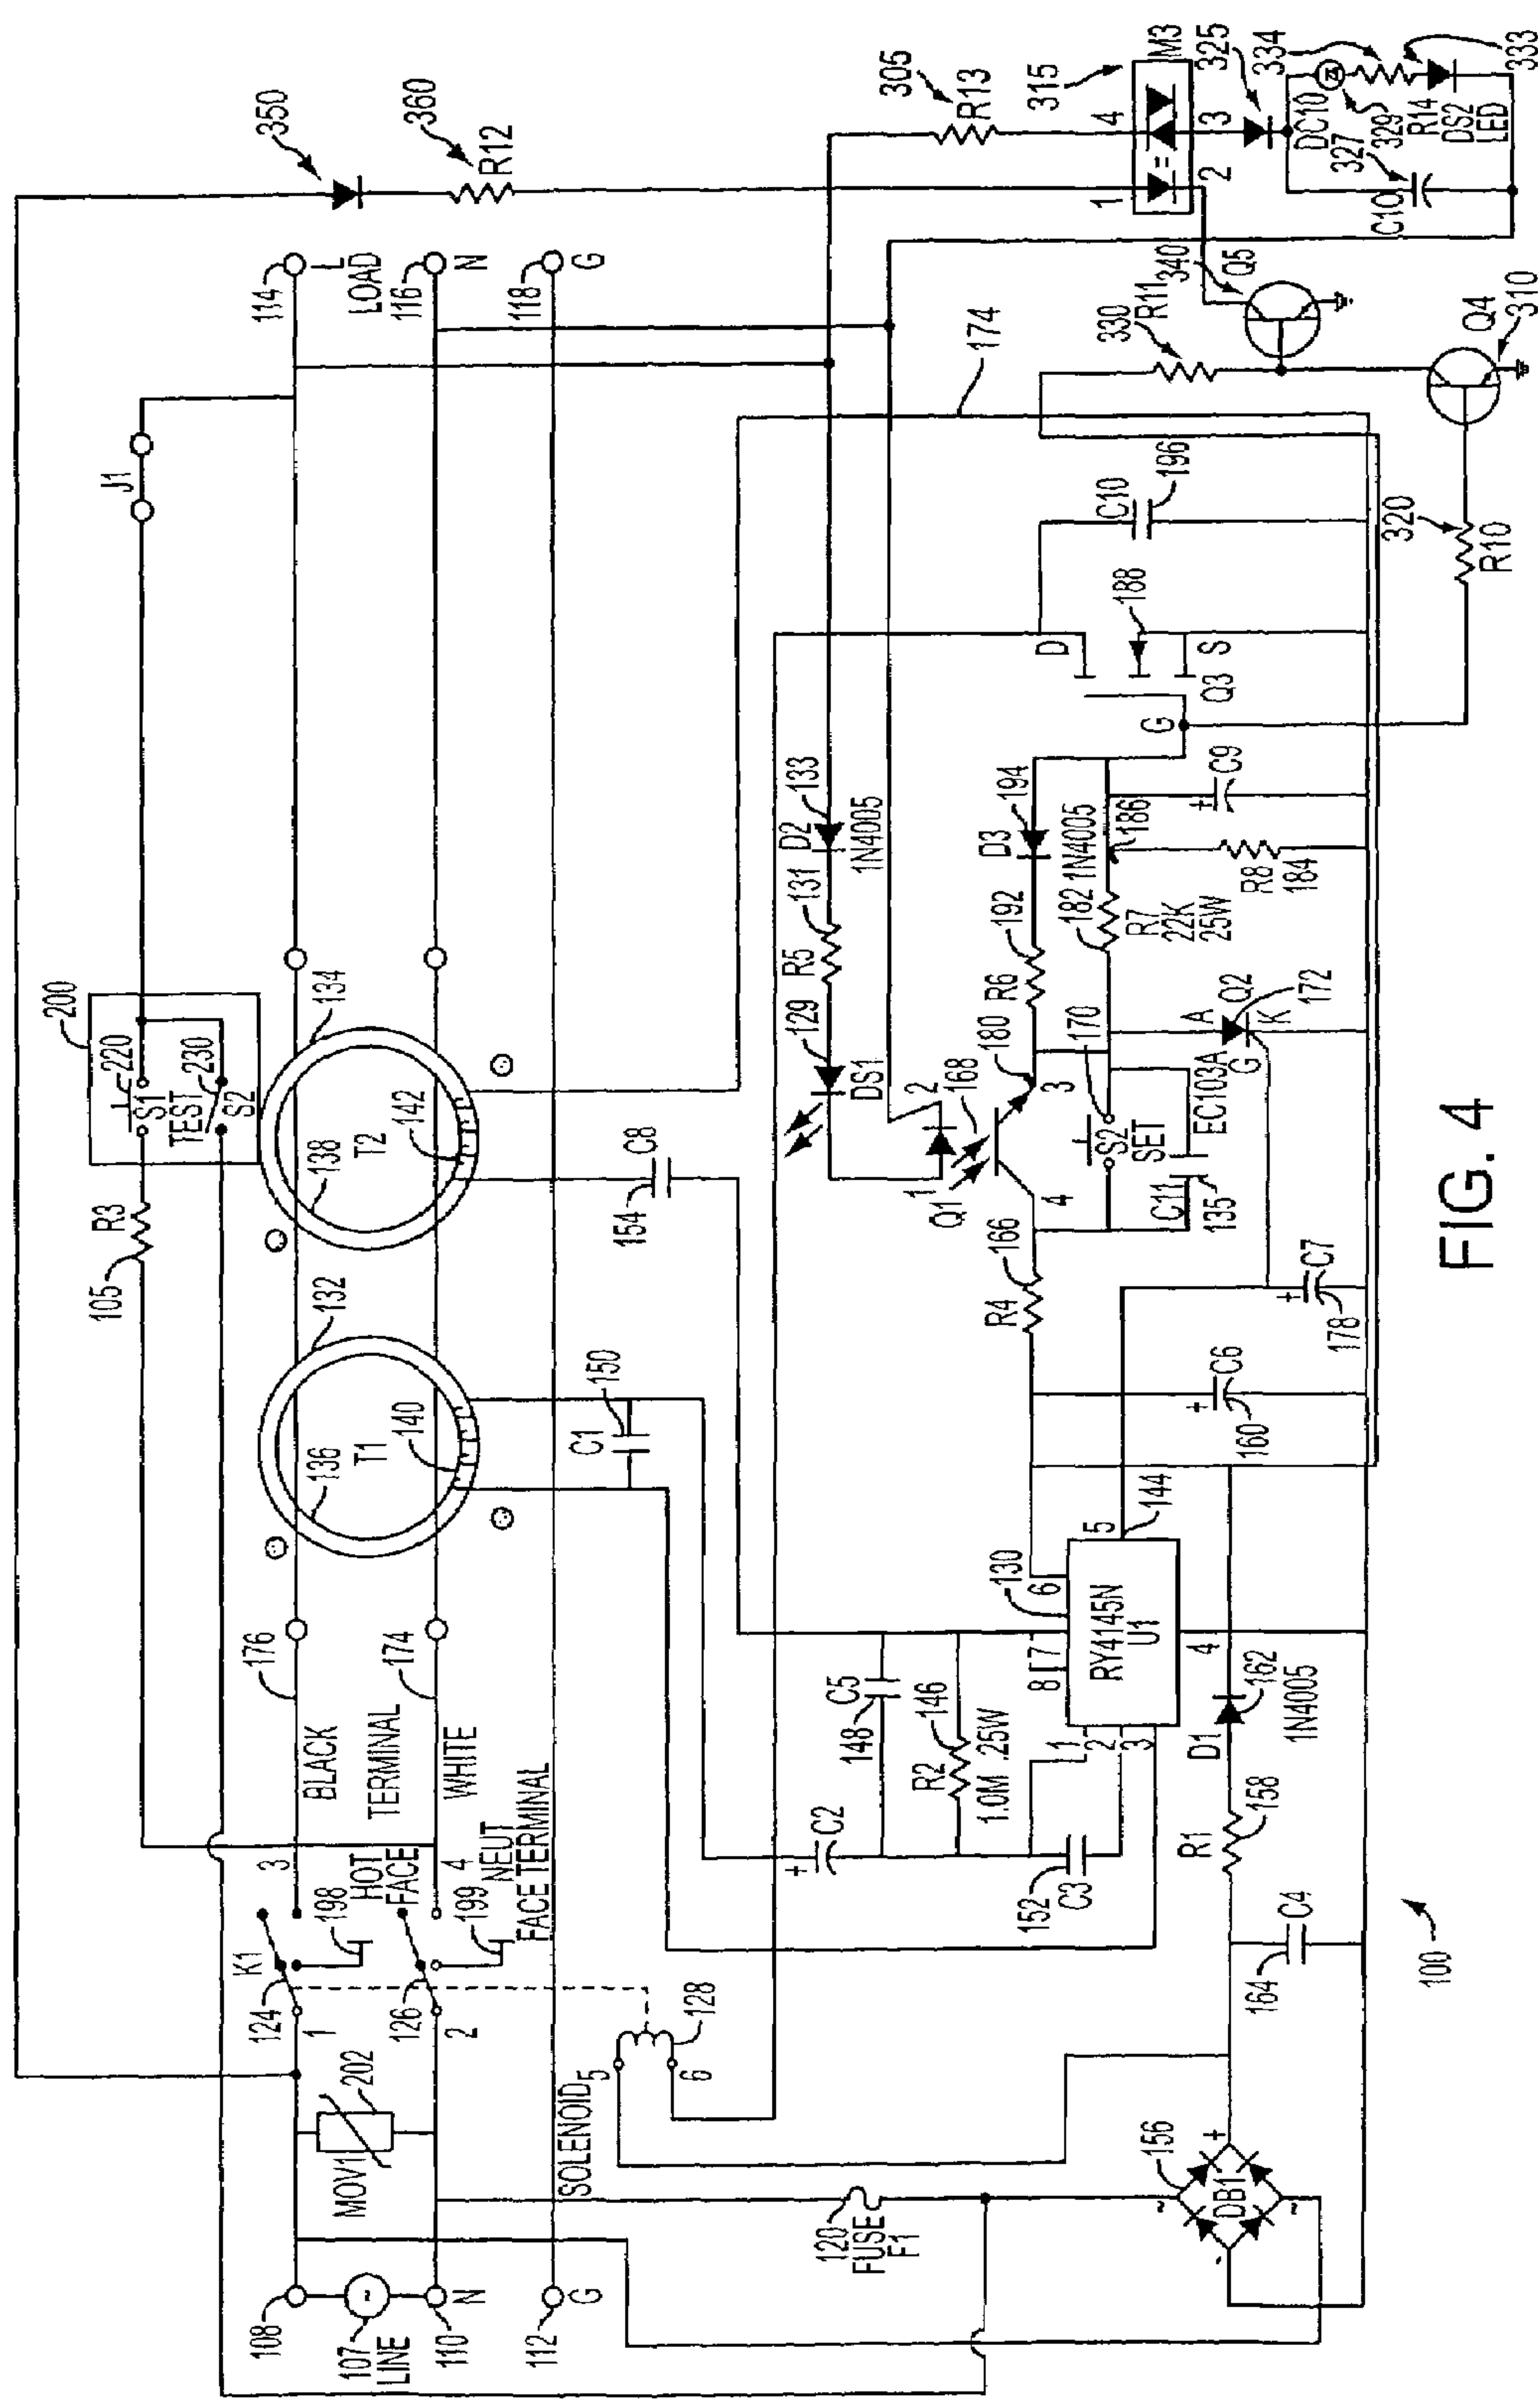 200
220
S1
TEST
230
S2
J1
R3
105
350
360
R12
K1
124
1
3
198
HOT
FACE
BLACK
176
TERMINAL
174
WHITE
126
2
4
199
NEUT
FACE TERMINAL
MOV1
202
108
107
LINE
110
N
112
G
132
136
T1
140
134
138
T2
142
114
L
LOAD
116
N
118
G
SOLENOID
5
6
128
C1
150
154
C8
174
120
FUSE
F1
C2
+
C5
148
R2
146
1.0M .25W
152
C3
130
RY4145N
U1
1
2
3
4
5
6
7
8
144
DS1
129
R5
131
D2
133
1N4005
305
R13
315
M3
1
2
3
4
325
DC10
329
334
R14
333
DS2
LED
327
C10
Q1
1
2
168
4
3
180
R4
166
R6
192
D3
194
1N4005
S2
SET
170
C11
135
182
R7
22K
25W
186
R8
184
C9
+
EC103A
A
G
K
Q2
172
D
G
S
Q3
188
C10
196
R11
330
340
Q5
Q4
310
320
R10
C6
+
160
C7
+
178
156
DB1
+
-
~
~
R1
158
D1
162
1N4005
164
C4
100
FIG. 4